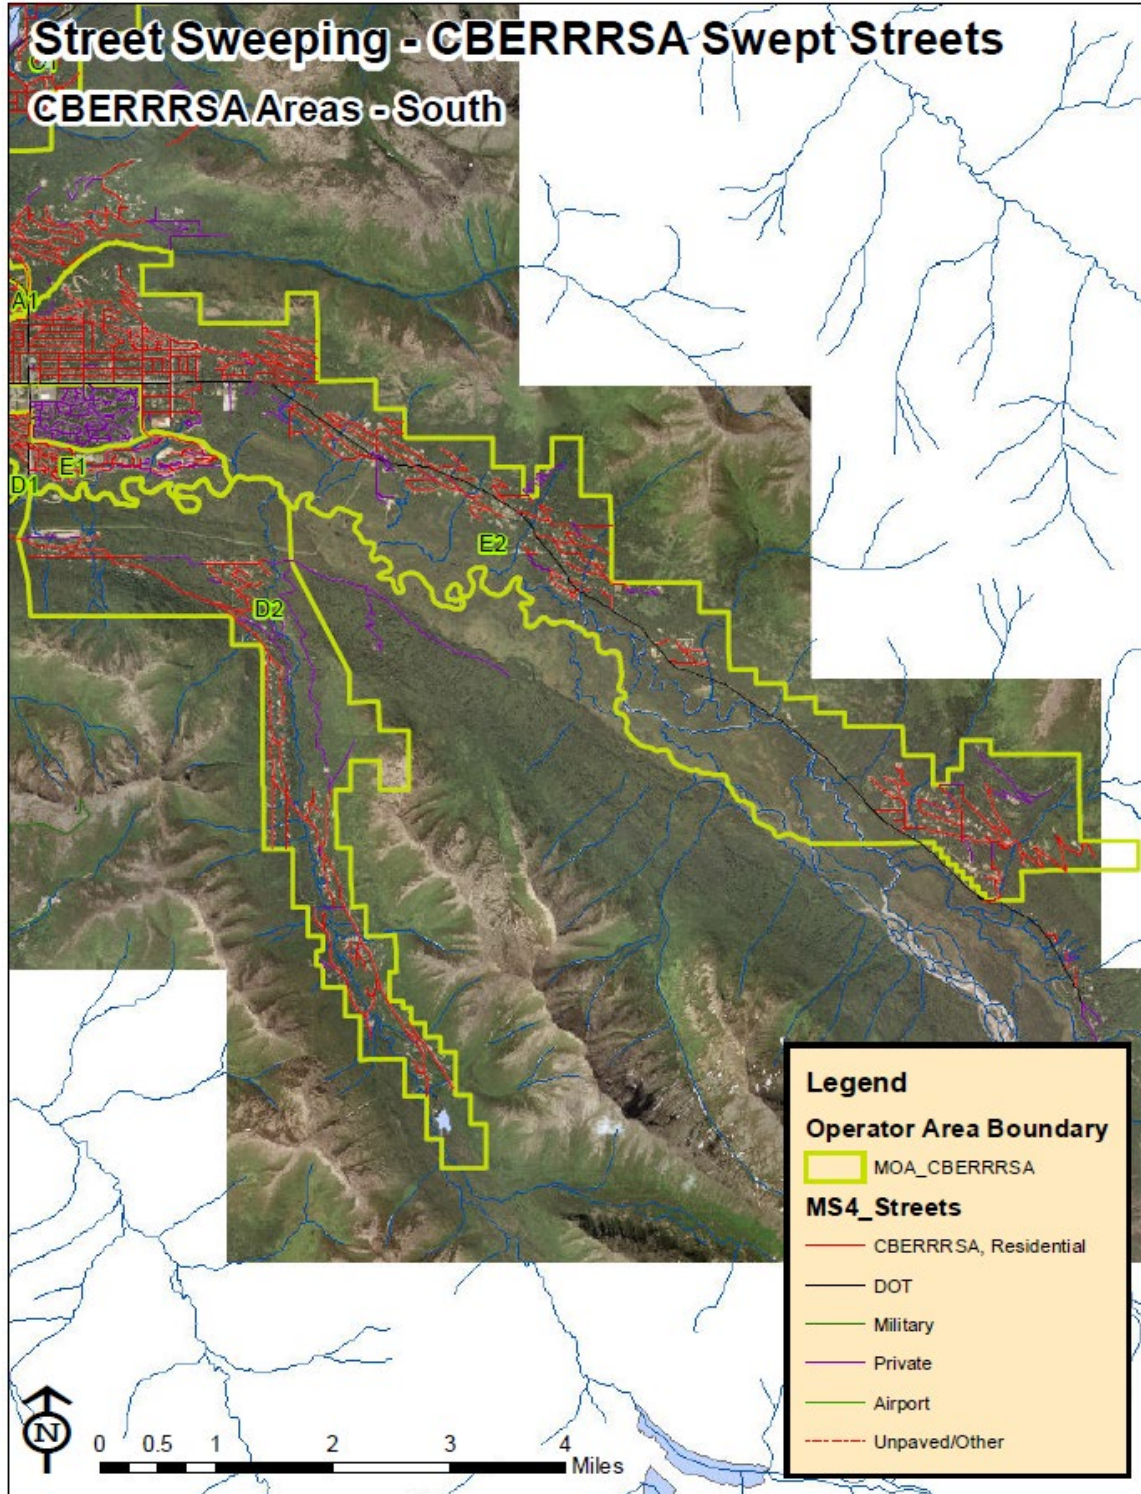 Street Sweeping - CBERRRSA Swept Streets
C1
CBERRRSA Areas - South
A1
E1
D1
E2
D2
Legend
Operator Area Boundary
MOA_CBERRRSA
MS4_Streets
CBERRRSA, Residential
DOT
Military
Private
Airport
Unpaved/Other
N
0 0.5 1 2 3 4
Miles